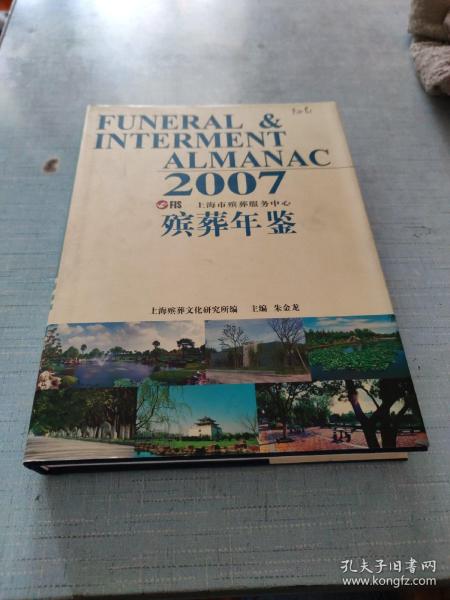 FUNERAL &
INTERMENT
ALMANAC
2007
FIS 上海市殡葬服务中心
殡葬年鉴
上海殡葬文化研究所编 主编 朱金龙
孔夫子旧书网
www.kongfz.com